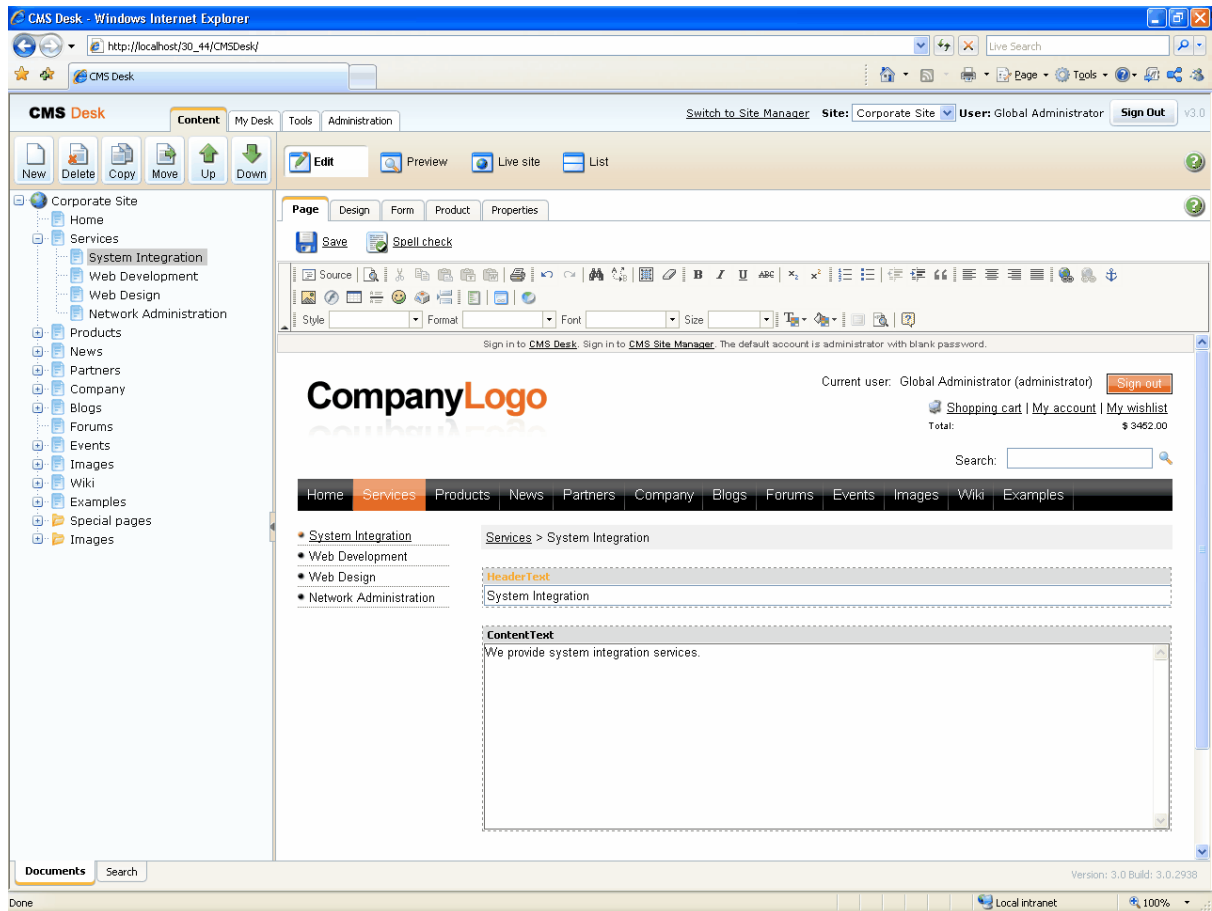 CMS Desk - Windows Internet Explorer
http://localhost/30_44/CMSDesk/
Live Search
CMS Desk
Page
Tools
CMS Desk
Content
My Desk
Tools
Administration
Switch to Site Manager
Site:
Corporate Site
User: Global Administrator
Sign Out
v3.0
New
Delete
Copy
Move
Up
Down
Edit
Preview
Live site
List
Corporate Site
Home
Services
System Integration
Web Development
Web Design
Network Administration
Products
News
Partners
Company
Blogs
Forums
Events
Images
Wiki
Examples
Special pages
Images
Page
Design
Form
Product
Properties
Save
Spell check
Source
B I U ABC x₂ x²
Style
Format
Font
Size
Sign in to CMS Desk. Sign in to CMS Site Manager. The default account is administrator with blank password.
CompanyLogo
Current user: Global Administrator (administrator)
Sign out
Shopping cart | My account | My wishlist
Total: $ 3452.00
Search:
Home Services Products News Partners Company Blogs Forums Events Images Wiki Examples
System Integration
Web Development
Web Design
Network Administration
Services > System Integration
HeaderText
System Integration
ContentText
We provide system integration services.
Documents
Search
Version: 3.0 Build: 3.0.2938
Done
Local intranet
100%